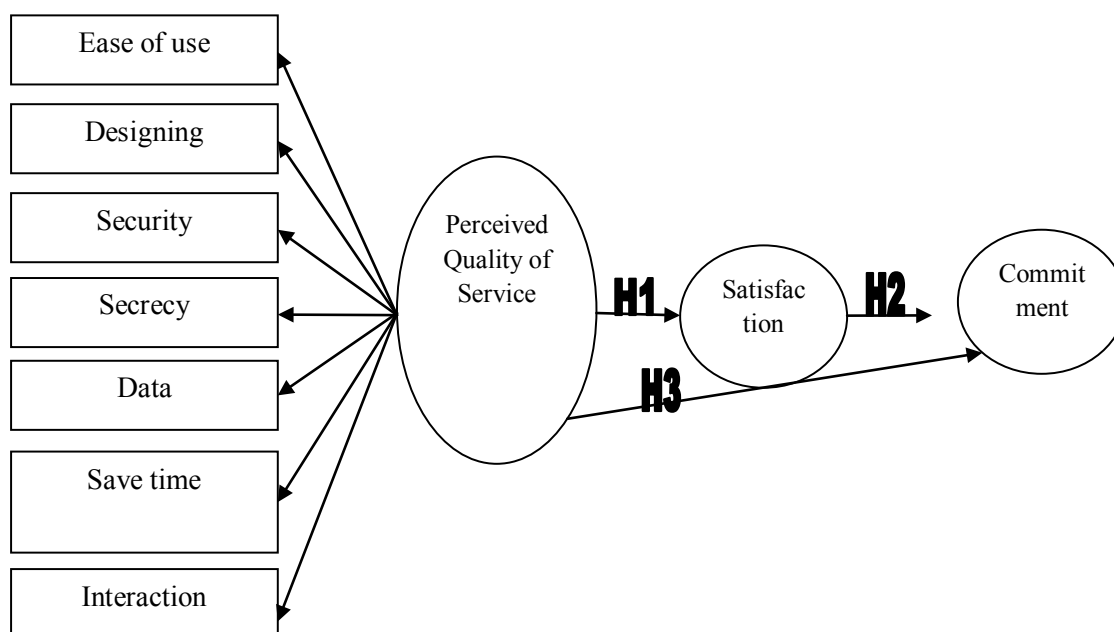 Ease of use
Designing
Security
Secrecy
Data
Save time
Interaction
Perceived
Quality of
Service
H1
Satisfac
tion
H2
Commit
ment
H3